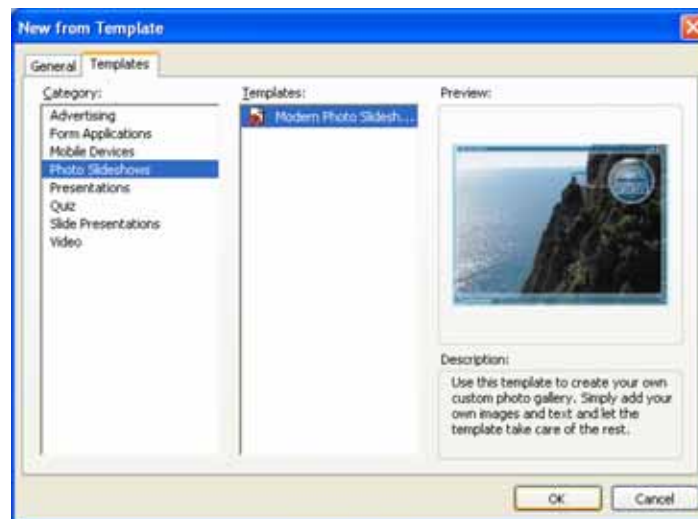 New from Template
General
Templates
Category:
Advertising
Form Applications
Mobile Devices
Photo Slideshows
Presentations
Quiz
Slide Presentations
Video
Templates:
Modern Photo Slidesh...
Preview:
Description:
Use this template to create your own
custom photo gallery. Simply add your
own images and text and let the
template take care of the rest.
OK
Cancel